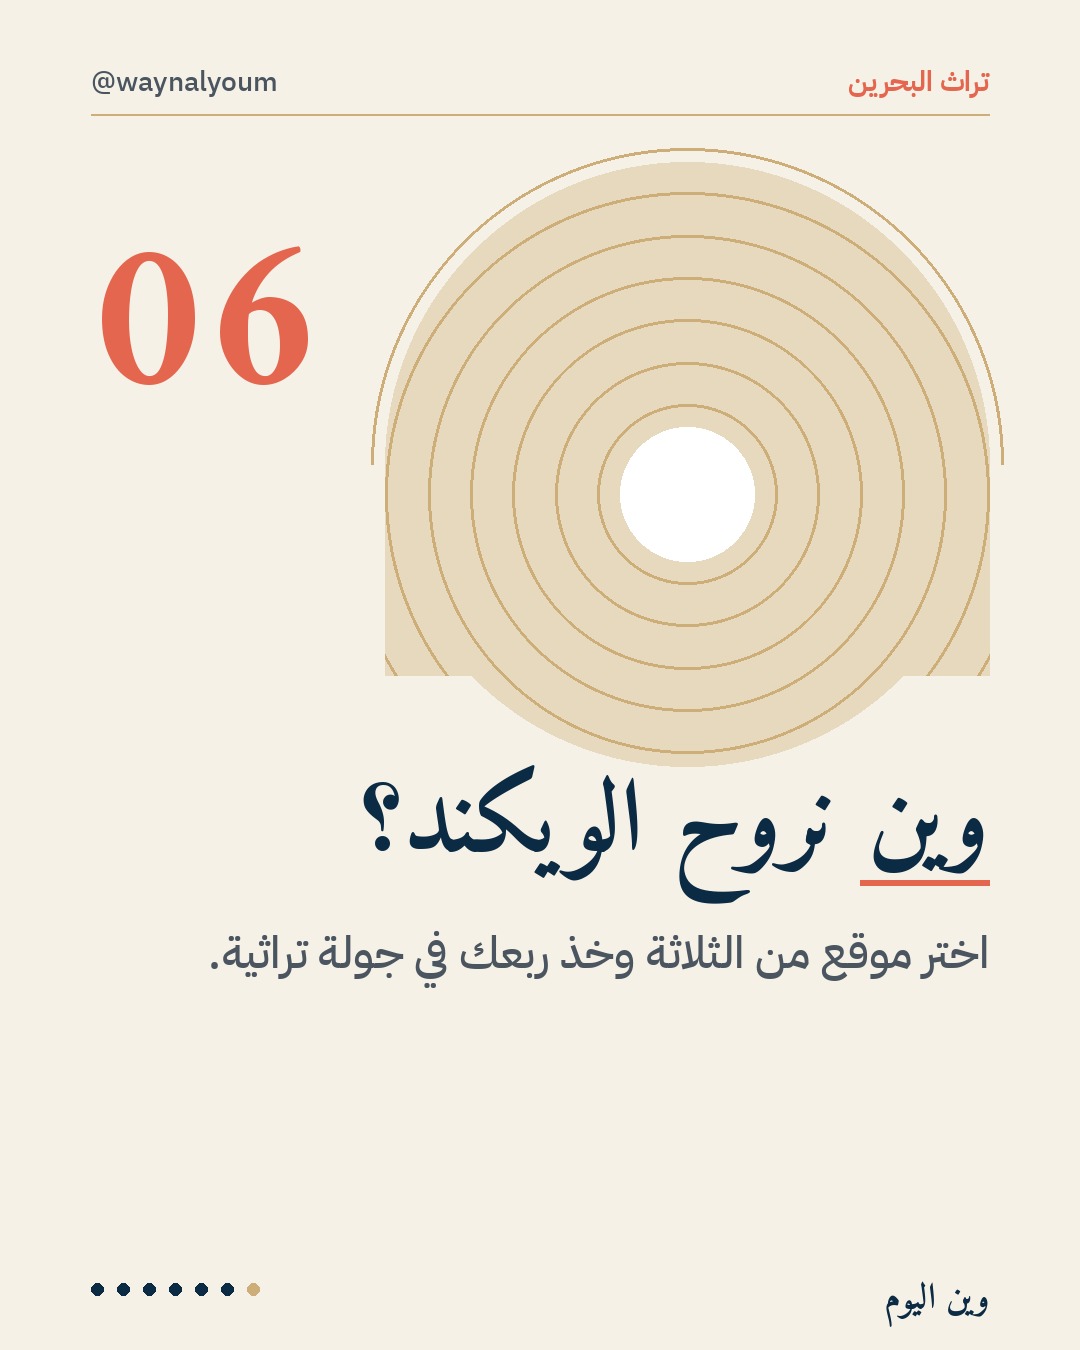 تراث البحرين
@waynalyoum
06
وين نروح الويكند؟
اختر موقع من الثلاثة وخذ ربعك في جولة تراثية.
وين اليوم